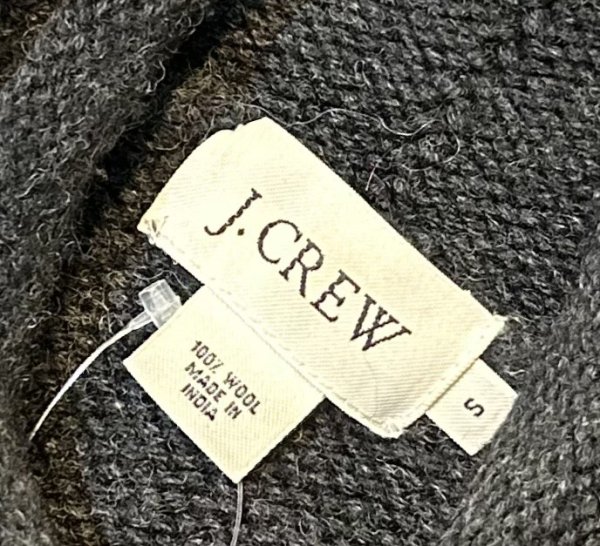 J.CREW
100% WOOL
MADE IN
INDIA
S